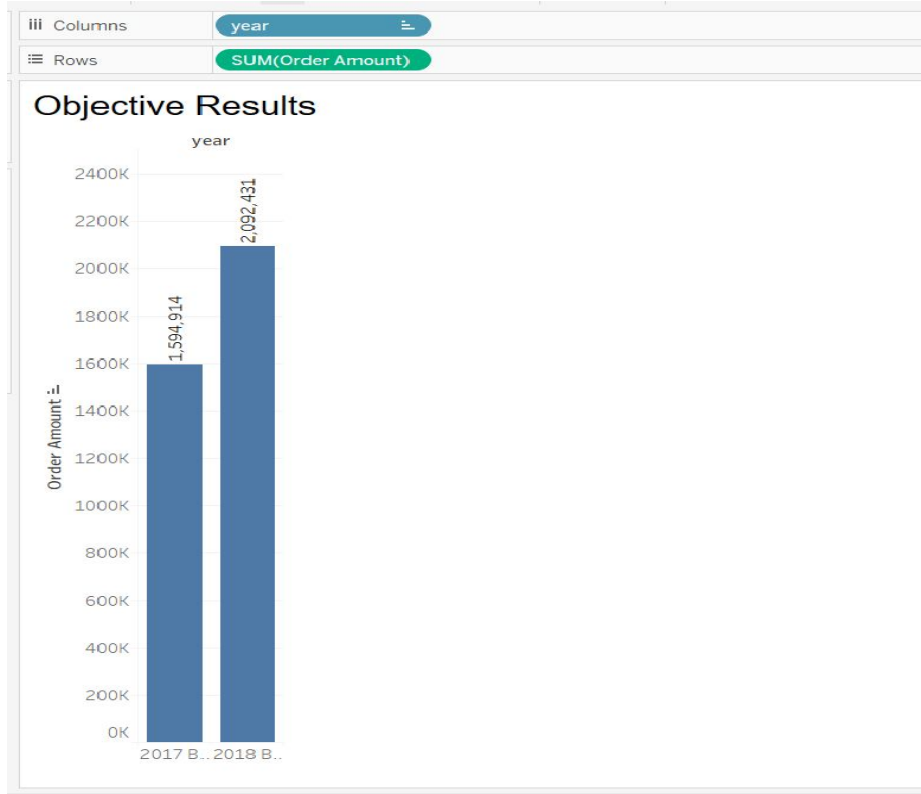 Columns
year
Rows
SUM(Order Amount)
Objective Results
year
2400K
2200K
2000K
1800K
1600K
1400K
1200K
1000K
800K
600K
400K
200K
0K
Order Amount
1,594,914
2,092,431
2017 B..
2018 B..